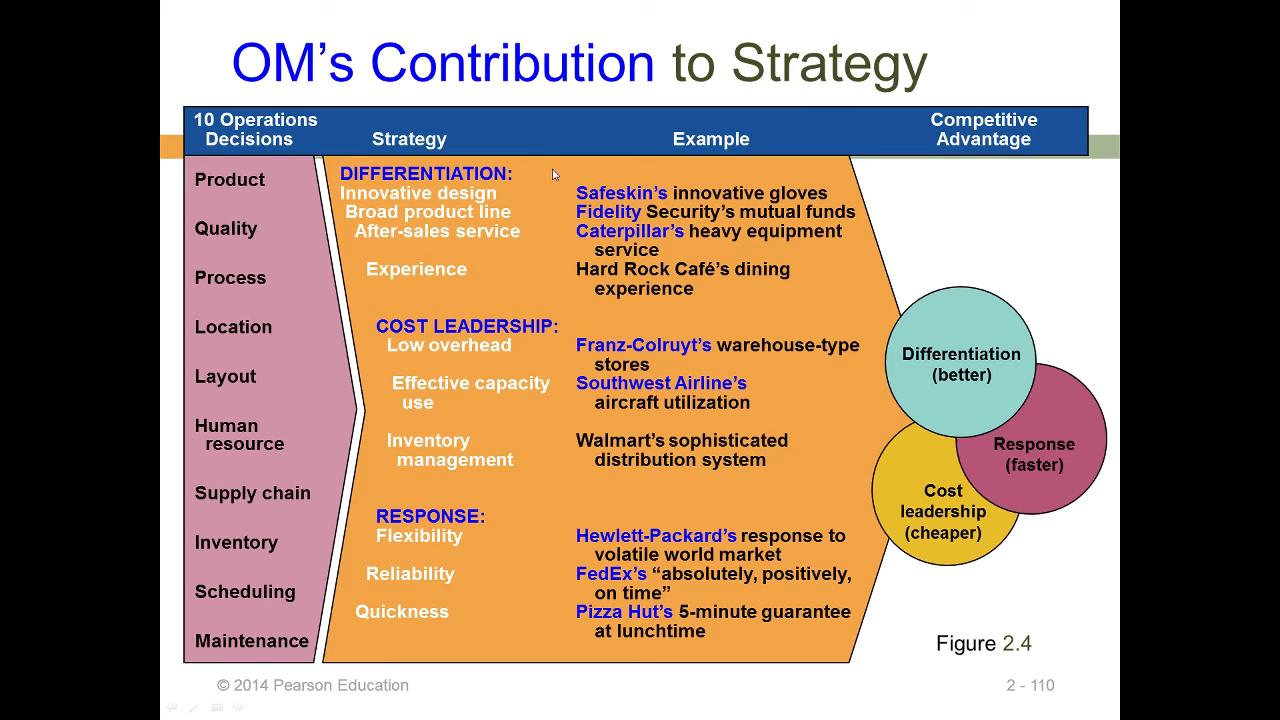 OM's Contribution to Strategy
10 Operations
Decisions
Strategy
Example
Competitive
Advantage
Product
Quality
Process
Location
Layout
Human
resource
Supply chain
Inventory
Scheduling
Maintenance
DIFFERENTIATION:
Innovative design
Safeskin's innovative gloves
Broad product line
Fidelity Security's mutual funds
After-sales service
Caterpillar's heavy equipment
service
Experience
Hard Rock Café's dining
experience
COST LEADERSHIP:
Low overhead
Franz-Colruyt's warehouse-type
stores
Effective capacity
use
Southwest Airline's
aircraft utilization
Inventory
management
Walmart's sophisticated
distribution system
RESPONSE:
Flexibility
Hewlett-Packard's response to
volatile world market
Reliability
FedEx's “absolutely, positively,
on time”
Quickness
Pizza Hut's 5-minute guarantee
at lunchtime
Differentiation
(better)
Response
(faster)
Cost
leadership
(cheaper)
Figure 2.4
© 2014 Pearson Education
2 - 110